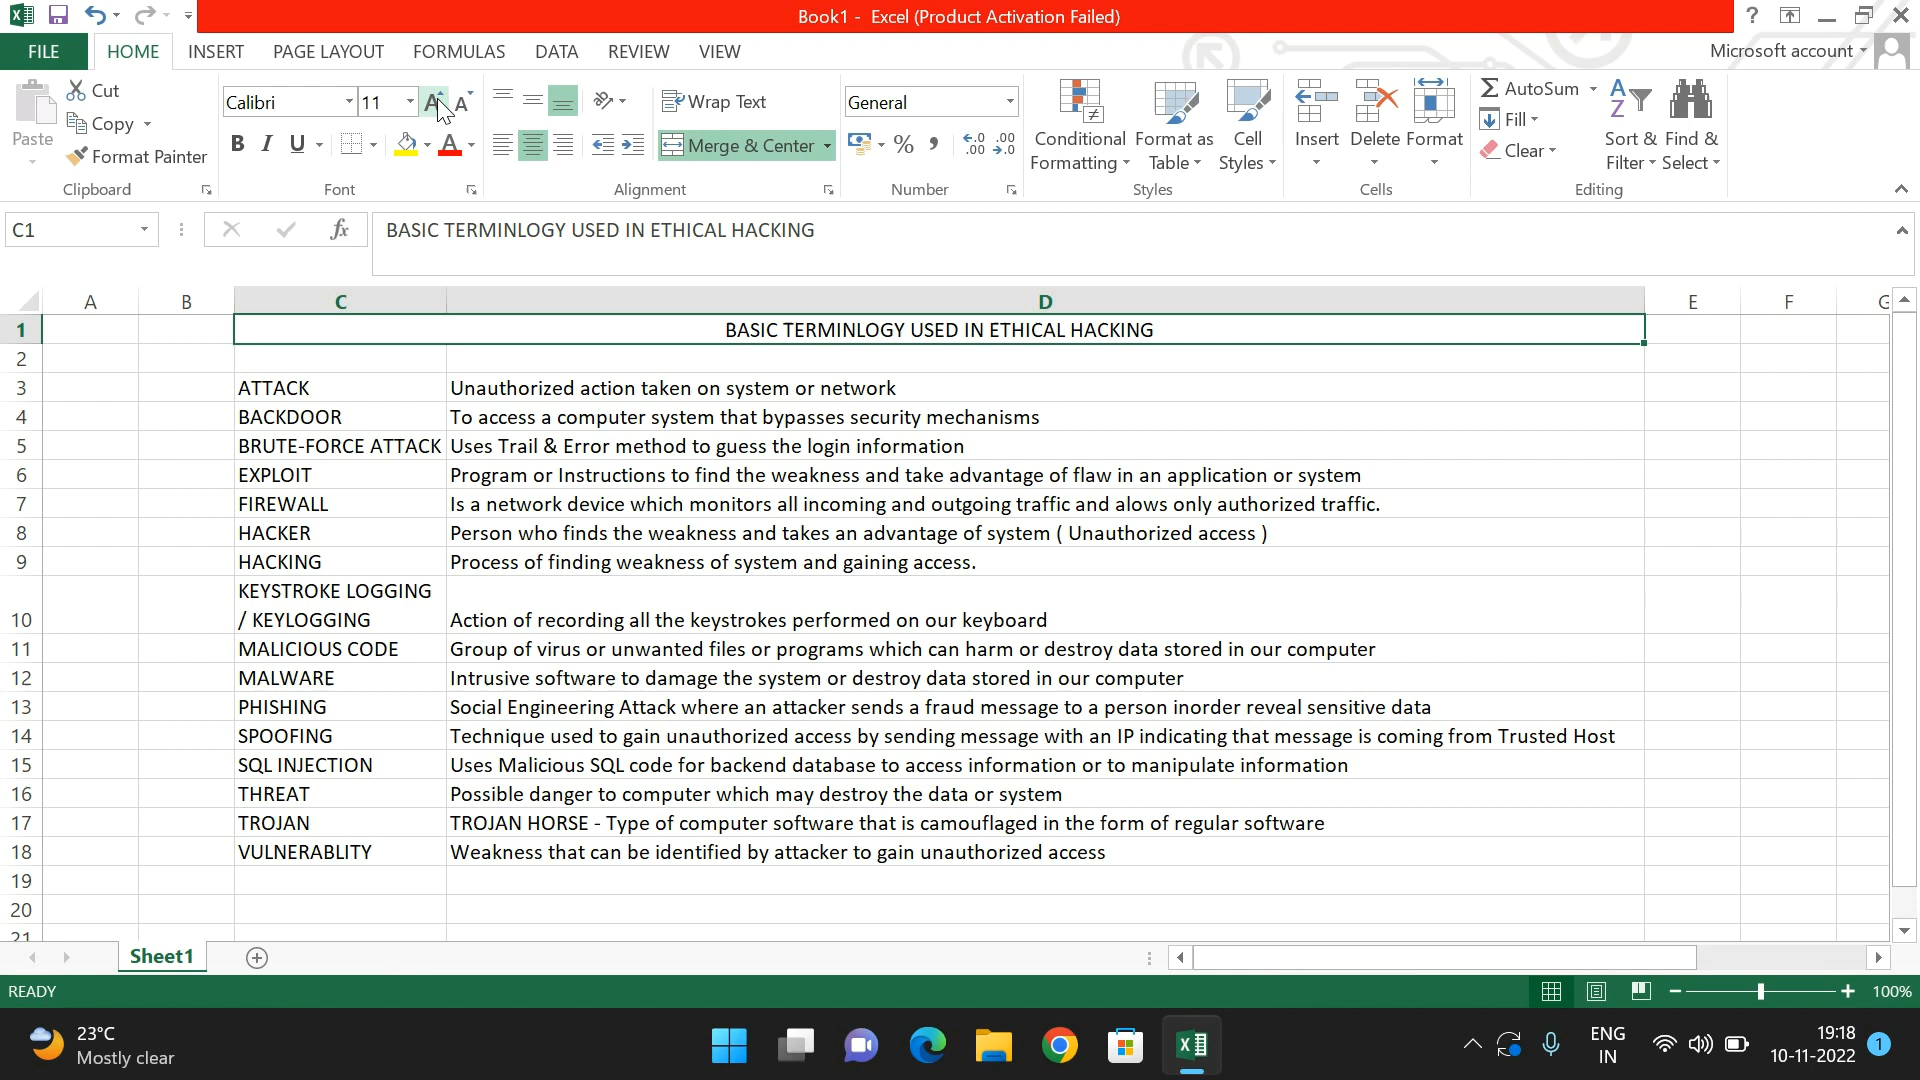 Book1 - Excel (Product Activation Failed)
?
FILE HOME INSERT PAGE LAYOUT FORMULAS DATA REVIEW VIEW
Microsoft account
Paste
Cut
Copy
Format Painter
Clipboard
Calibri 11
B I U
Font
Wrap Text
Merge & Center
Alignment
General
%
Number
Conditional Formatting
Format as Table
Cell Styles
Styles
Insert Delete Format
Cells
AutoSum
Fill
Clear
Sort & Filter
Find & Select
Editing
C1
fx
BASIC TERMINLOGY USED IN ETHICAL HACKING
A B C D E F G
1 BASIC TERMINLOGY USED IN ETHICAL HACKING
2
3 ATTACK Unauthorized action taken on system or network
4 BACKDOOR To access a computer system that bypasses security mechanisms
5 BRUTE-FORCE ATTACK Uses Trail & Error method to guess the login information
6 EXPLOIT Program or Instructions to find the weakness and take advantage of flaw in an application or system
7 FIREWALL Is a network device which monitors all incoming and outgoing traffic and alows only authorized traffic.
8 HACKER Person who finds the weakness and takes an advantage of system ( Unauthorized access )
9 HACKING Process of finding weakness of system and gaining access.
KEYSTROKE LOGGING
10 / KEYLOGGING Action of recording all the keystrokes performed on our keyboard
11 MALICIOUS CODE Group of virus or unwanted files or programs which can harm or destroy data stored in our computer
12 MALWARE Intrusive software to damage the system or destroy data stored in our computer
13 PHISHING Social Engineering Attack where an attacker sends a fraud message to a person inorder reveal sensitive data
14 SPOOFING Technique used to gain unauthorized access by sending message with an IP indicating that message is coming from Trusted Host
15 SQL INJECTION Uses Malicious SQL code for backend database to access information or to manipulate information
16 THREAT Possible danger to computer which may destroy the data or system
17 TROJAN TROJAN HORSE - Type of computer software that is camouflaged in the form of regular software
18 VULNERABLITY Weakness that can be identified by attacker to gain unauthorized access
19
20
21
Sheet1
READY
100%
23°C
Mostly clear
ENG
IN
19:18
10-11-2022
1